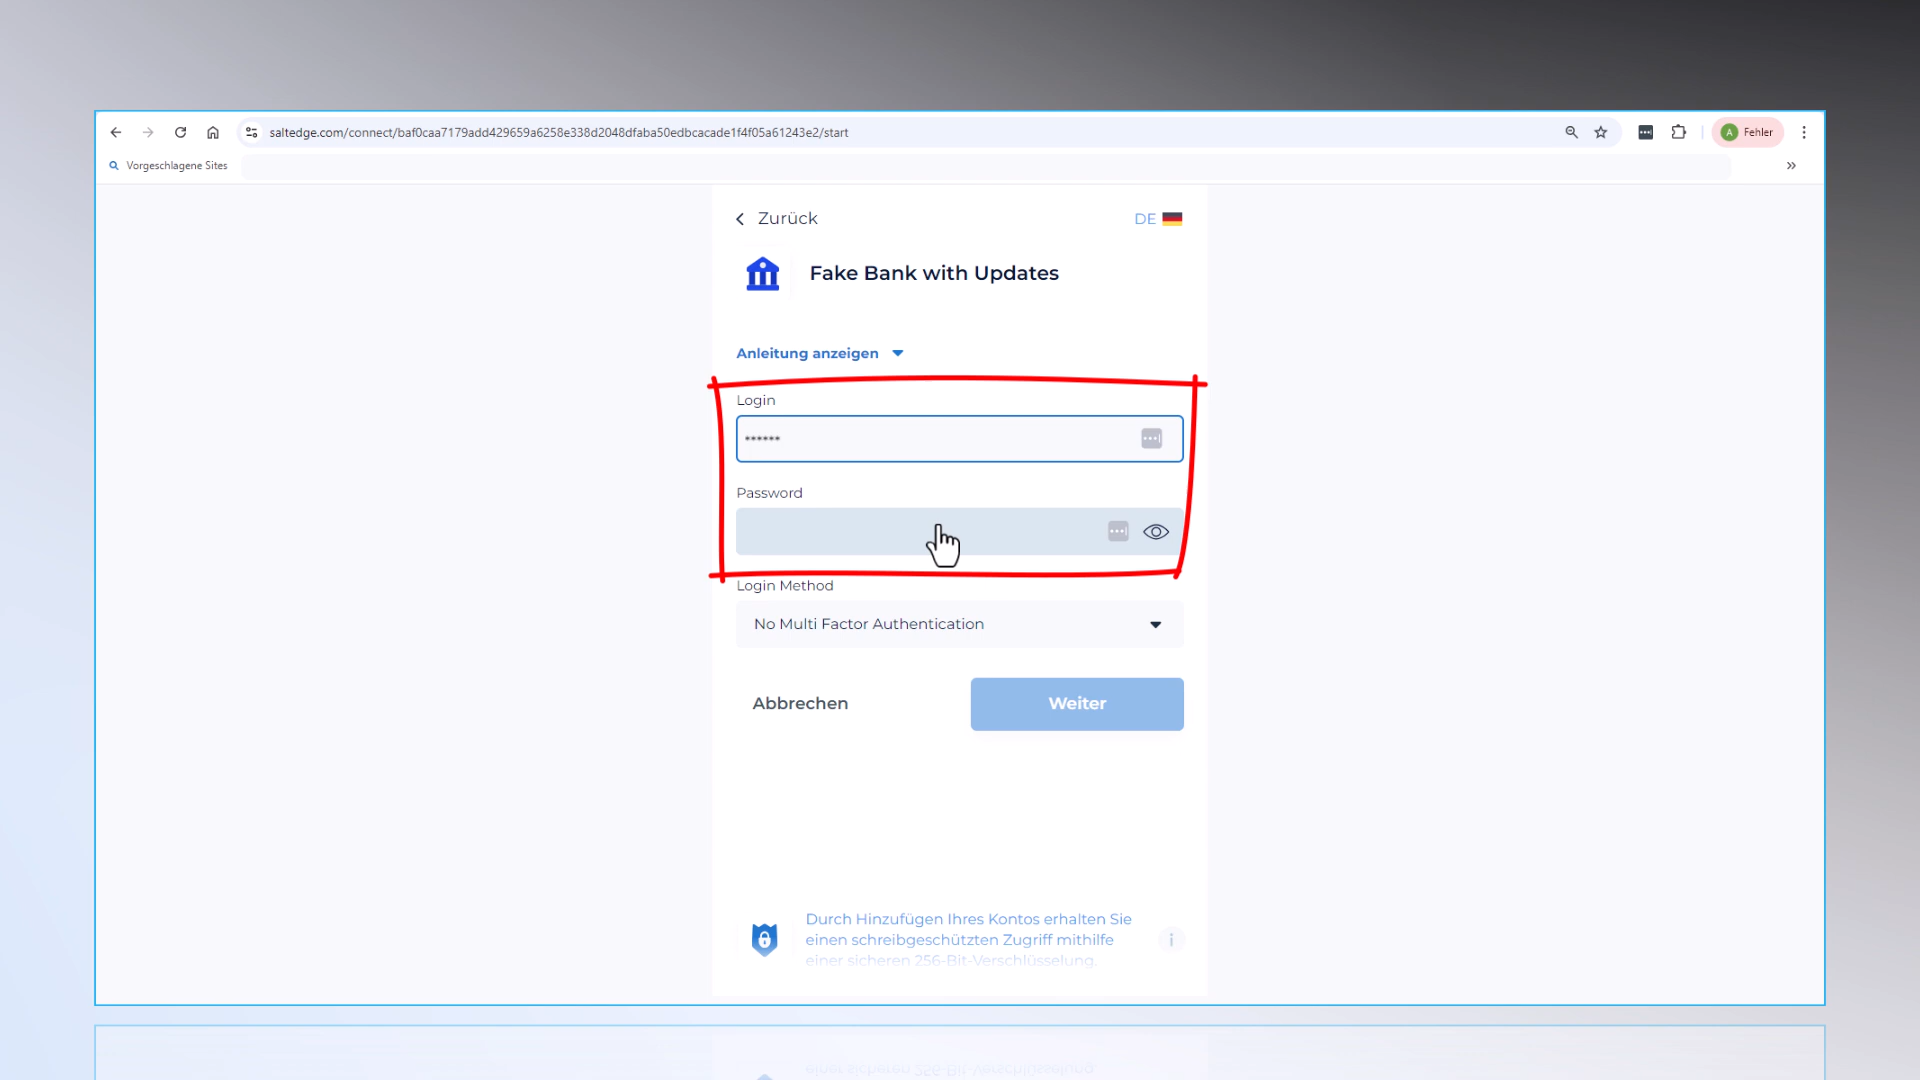 saltedge.com/connect/baf0caa7179add429659a6258e338d2048dfaba50edbcacade1f4f05a61243e2/start
A Fehler
Vorgeschlagene Sites
»
Zurück
DE
Fake Bank with Updates
Anleitung anzeigen
Login
******
Password
Login Method
No Multi Factor Authentication
Abbrechen
Weiter
Durch Hinzufügen Ihres Kontos erhalten Sie
einen schreibgeschützten Zugriff mithilfe
einer sicheren 256-Bit-Verschlüsselung.